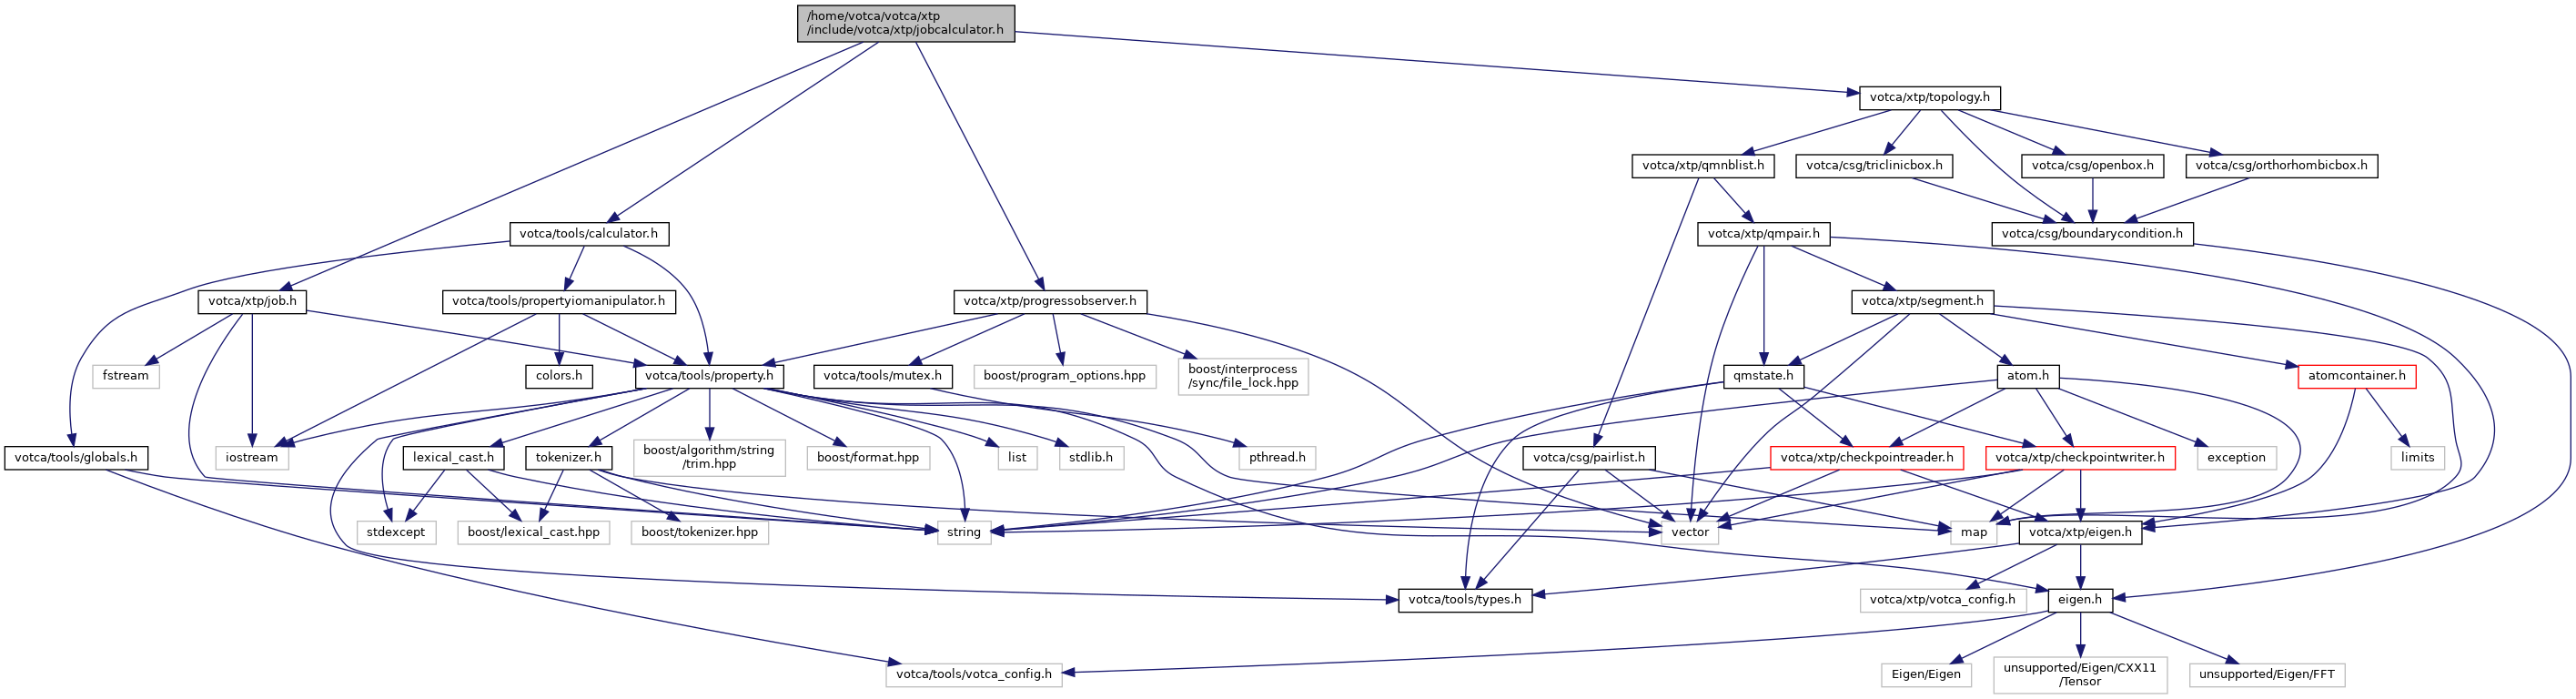 /home/votca/votca/xtp
/include/votca/xtp/jobcalculator.h
votca/xtp/topology.h
votca/xtp/qmnblist.h
votca/csg/triclinicbox.h
votca/csg/openbox.h
votca/csg/orthorhombicbox.h
votca/tools/calculator.h
votca/xtp/qmpair.h
votca/csg/boundarycondition.h
votca/xtp/job.h
votca/tools/propertyiomanipulator.h
votca/xtp/progressobserver.h
votca/xtp/segment.h
fstream
colors.h
votca/tools/property.h
votca/tools/mutex.h
boost/program_options.hpp
boost/interprocess
/sync/file_lock.hpp
qmstate.h
atom.h
atomcontainer.h
votca/tools/globals.h
iostream
lexical_cast.h
tokenizer.h
boost/algorithm/string
/trim.hpp
boost/format.hpp
list
stdlib.h
pthread.h
votca/csg/pairlist.h
votca/xtp/checkpointreader.h
votca/xtp/checkpointwriter.h
exception
limits
stdexcept
boost/lexical_cast.hpp
boost/tokenizer.hpp
string
vector
map
votca/xtp/eigen.h
votca/tools/types.h
votca/xtp/votca_config.h
eigen.h
votca/tools/votca_config.h
Eigen/Eigen
unsupported/Eigen/CXX11
/Tensor
unsupported/Eigen/FFT